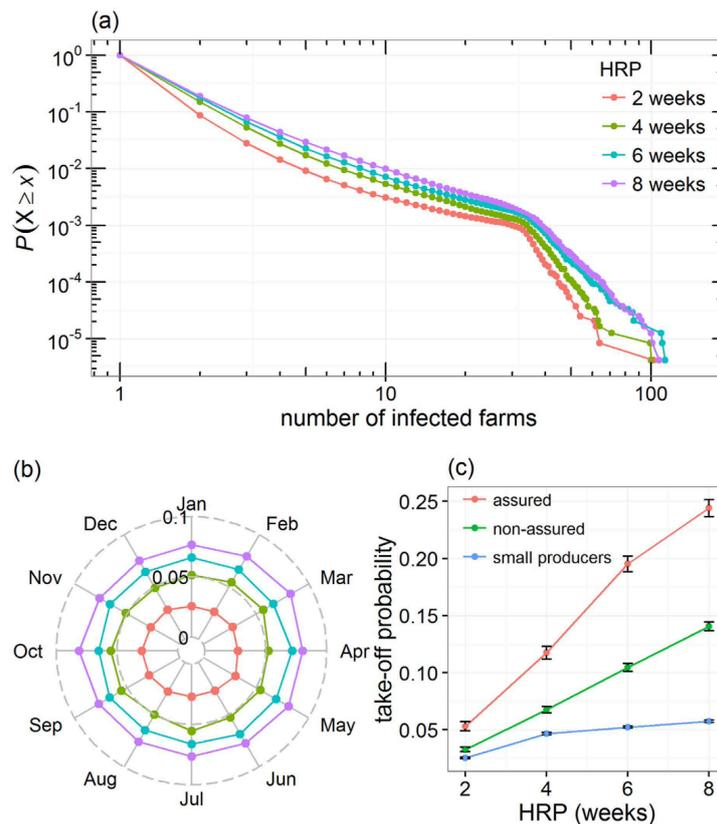 (a)
10⁰
10⁻¹
10⁻²
10⁻³
10⁻⁴
10⁻⁵
P(X ≥ x)
HRP
2 weeks
4 weeks
6 weeks
8 weeks
1 10 100
number of infected farms
(b)
Jan
Feb
Mar
Apr
May
Jun
Jul
Aug
Sep
Oct
Nov
Dec
0.1
0.05
0
(c)
0.25
0.20
0.15
0.10
0.05
take-off probability
assured
non-assured
small producers
2 4 6 8
HRP (weeks)